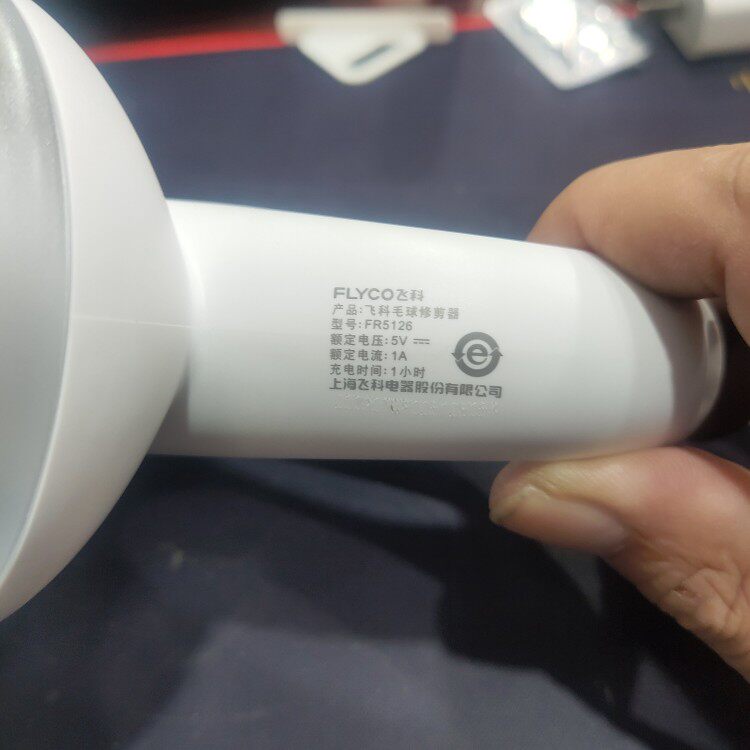 FLYCO飞科
产品:飞科毛球修剪器
型号:FR5126
额定电压:5V⎓
额定电流:1A
充电时间:1小时
上海飞科电器股份有限公司
e